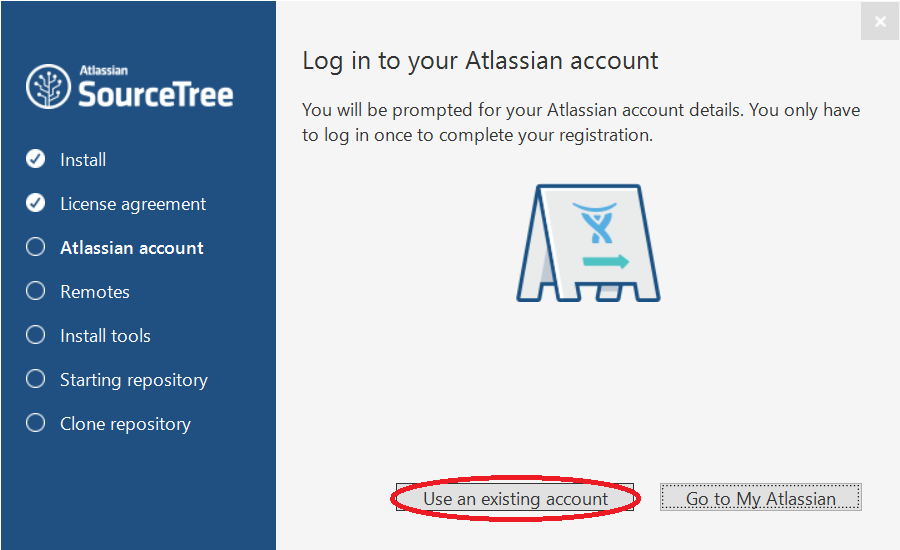 Atlassian
SourceTree
Install
License agreement
Atlassian account
Remotes
Install tools
Starting repository
Clone repository
Log in to your Atlassian account
You will be prompted for your Atlassian account details. You only have
to log in once to complete your registration.
Use an existing account
Go to My Atlassian